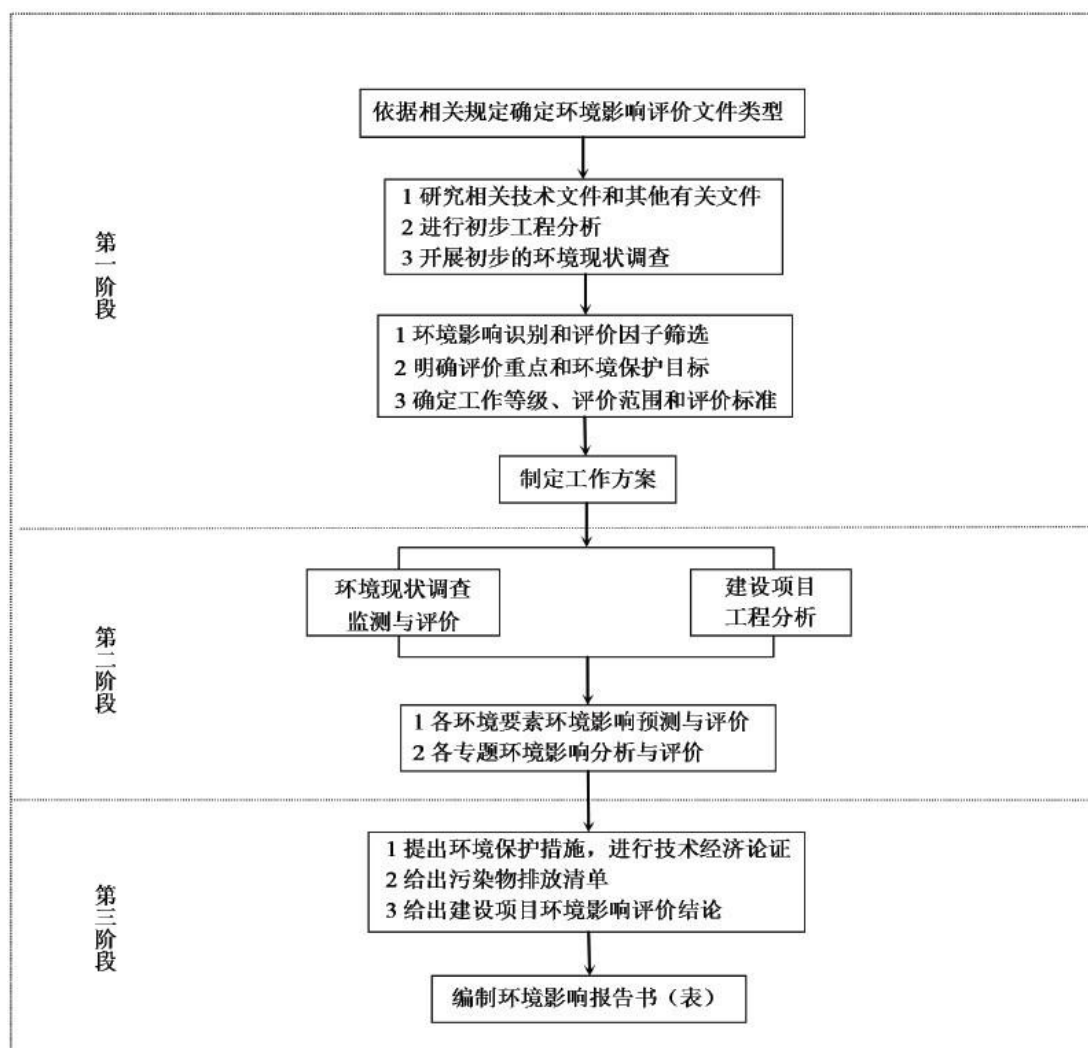 依据相关规定确定环境影响评价文件类型
1 研究相关技术文件和其他有关文件
2 进行初步工程分析
3 开展初步的环境现状调查
第一阶段
1 环境影响识别和评价因子筛选
2 明确评价重点和环境保护目标
3 确定工作等级、评价范围和评价标准
制定工作方案
环境现状调查
监测与评价
建设项目
工程分析
第二阶段
1 各环境要素环境影响预测与评价
2 各专题环境影响分析与评价
1 提出环境保护措施，进行技术经济论证
2 给出污染物排放清单
3 给出建设项目环境影响评价结论
第三阶段
编制环境影响报告书（表）